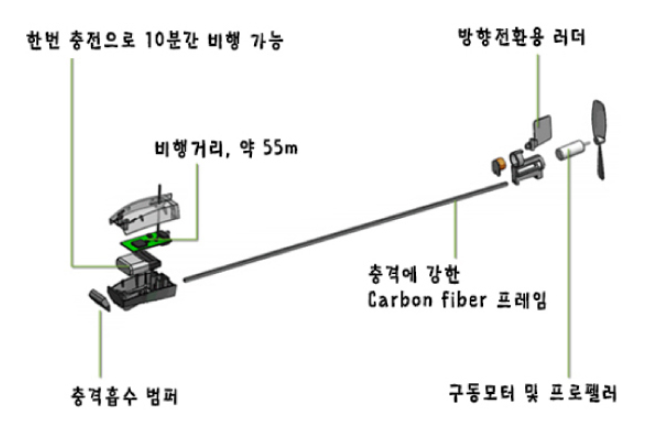 한번 충전으로 10분간 비행 가능
방향전환용 러더
비행거리, 약 55m
충격에 강한
Carbon fiber 프레임
충격흡수 범퍼
구동모터 및 프로펠러